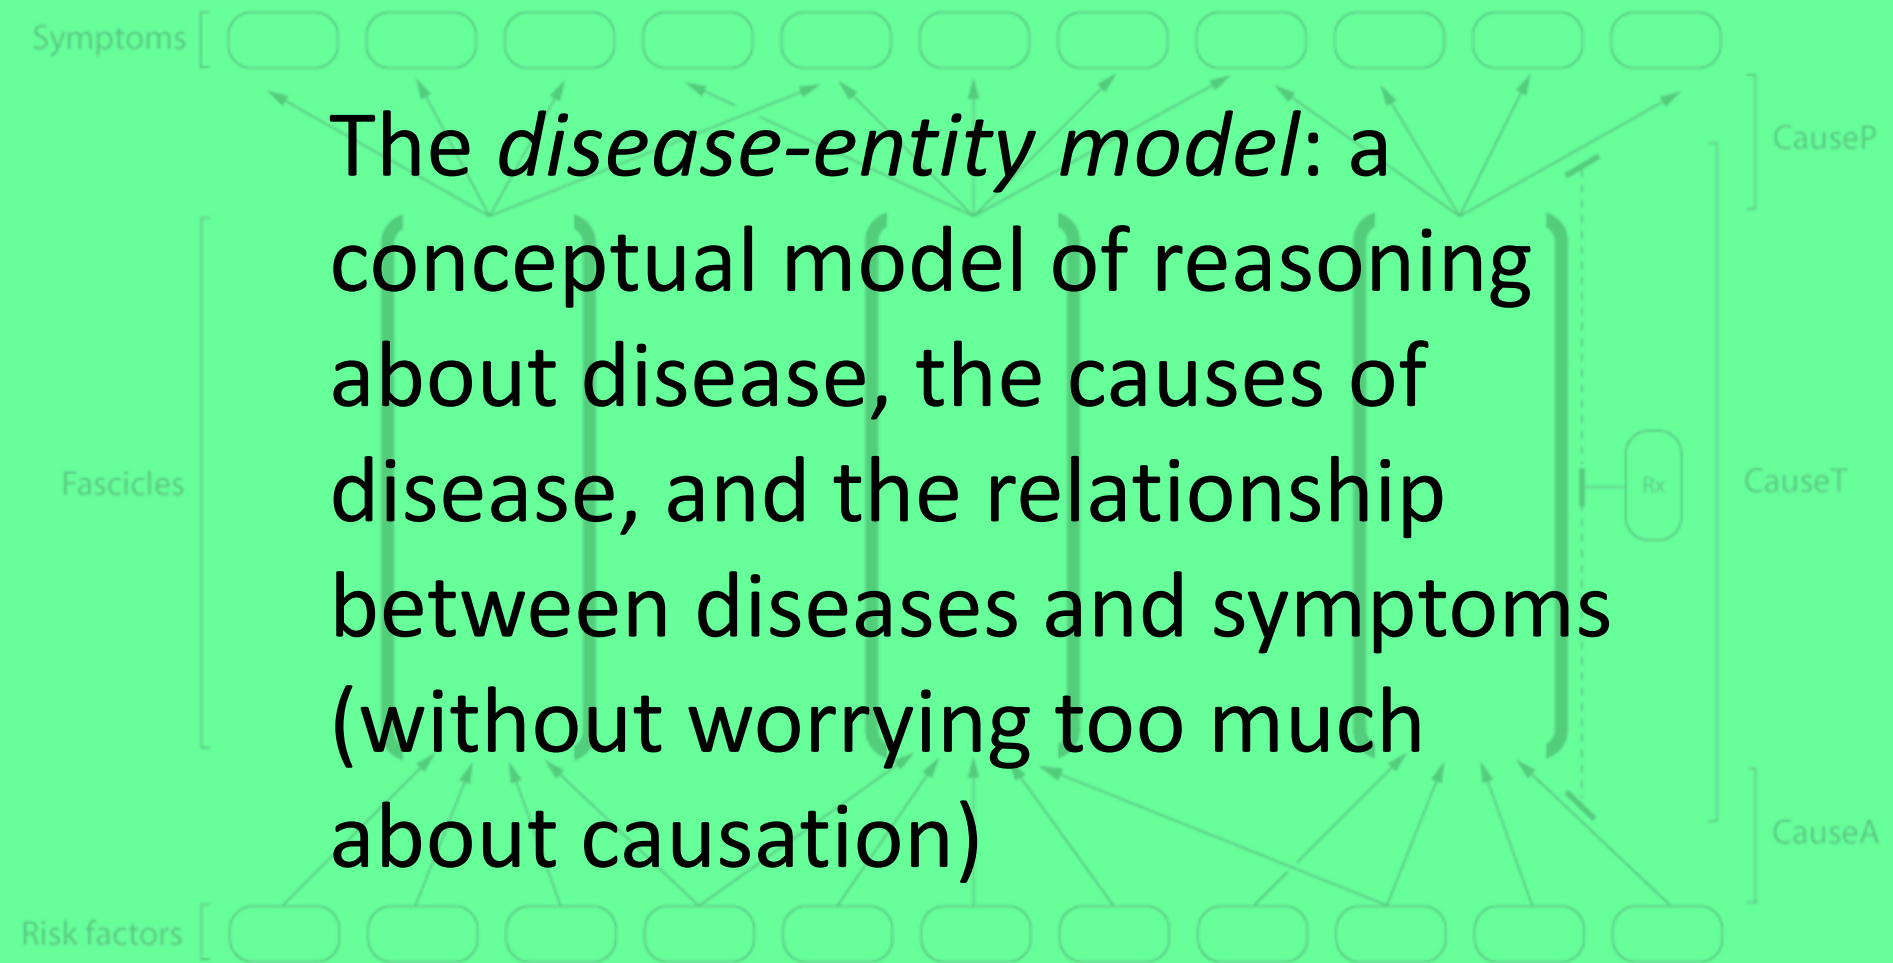 Symptoms
The disease-entity model: a
CauseP
conceptual model of reasoning
about disease, the causes of
Fascicles
disease, and the relationship
Rx
CauseT
between diseases and symptoms
(without worrying too much
about causation)
CauseA
Risk factors